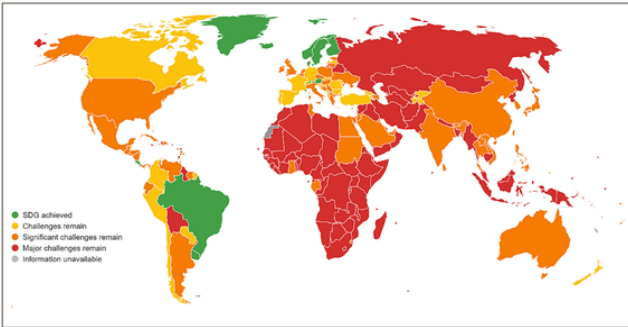 SDG achieved
Challenges remain
Significant challenges remain
Major challenges remain
Information unavailable